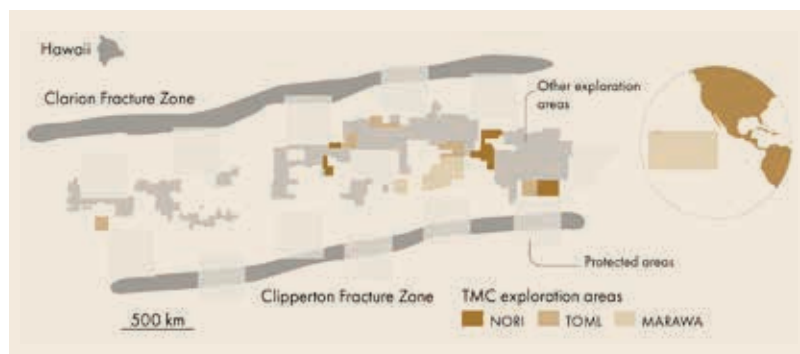 Hawaii
Clarion Fracture Zone
Other exploration
areas
Protected areas
Clipperton Fracture Zone
500 km
TMC exploration areas
NORI
TOML
MARAWA